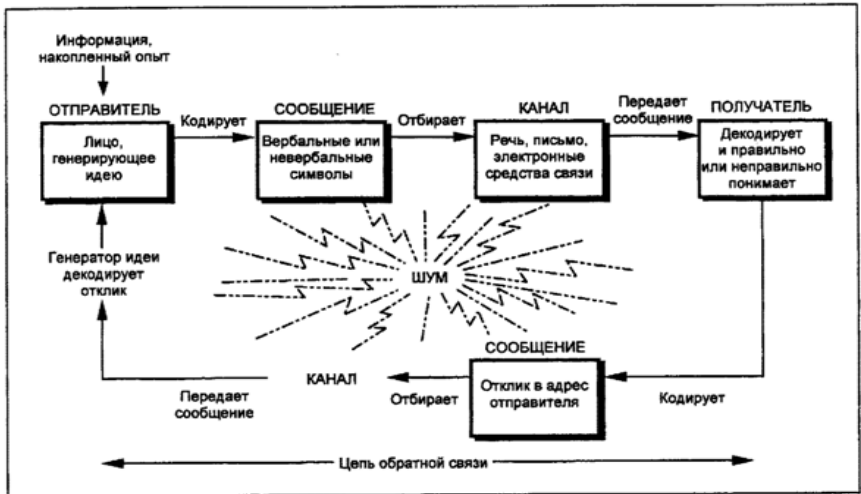 Информация,
накопленный опыт
ОТПРАВИТЕЛЬ
Лицо,
генерирующее
идею
Кодирует
СООБЩЕНИЕ
Вербальные или
невербальные
символы
Отбирает
КАНАЛ
Речь, письмо,
электронные
средства связи
Передает
сообщение
ПОЛУЧАТЕЛЬ
Декодирует
и правильно
или неправильно
понимает
Генератор идеи
декодирует
отклик
ШУМ
СООБЩЕНИЕ
Отклик в адрес
отправителя
Кодирует
Отбирает
КАНАЛ
Передает
сообщение
Цепь обратной связи